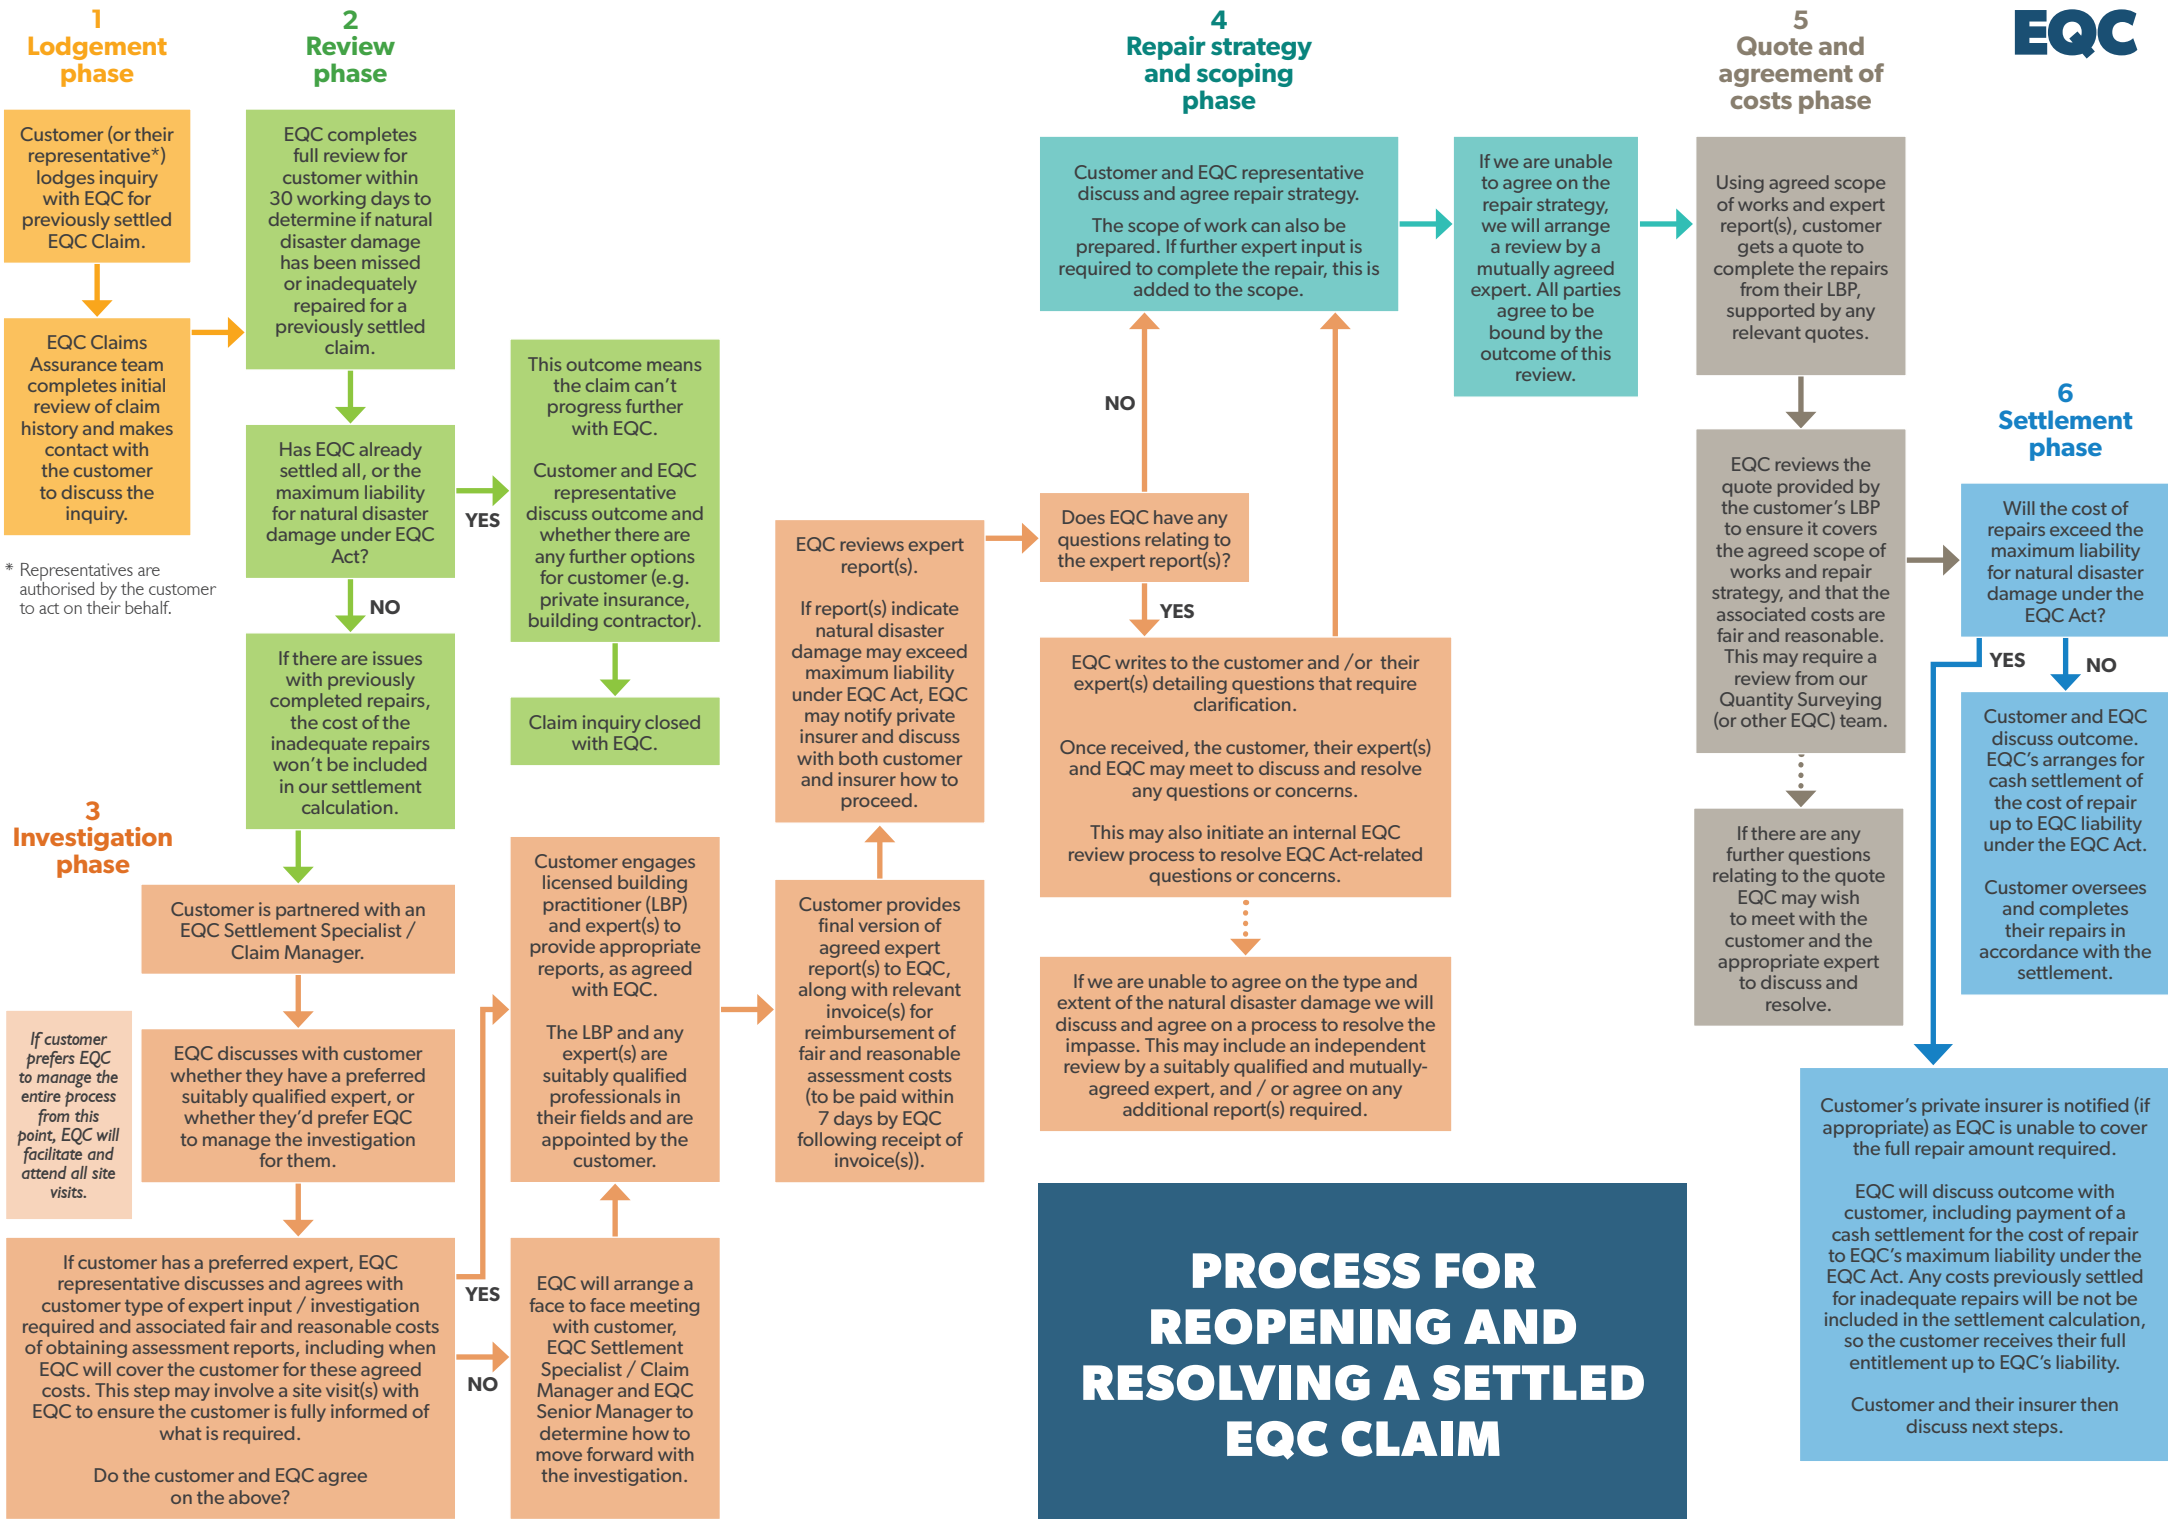 1
Lodgement
phase
Customer (or their
representative*)
lodges inquiry
with EQC for
previously settled
EQC Claim.
EQC Claims
Assurance team
completes initial
review of claim
history and makes
contact with
the customer
to discuss the
inquiry.
* Representatives are
authorised by the customer
to act on their behalf.
2
Review
phase
EQC completes
full review for
customer within
30 working days to
determine if natural
disaster damage
has been missed
or inadequately
repaired for a
previously settled
claim.
Has EQC already
settled all, or the
maximum liability
for natural disaster
damage under EQC
Act?
YES
NO
This outcome means
the claim can't
progress further
with EQC.
Customer and EQC
representative
discuss outcome and
whether there are
any further options
for customer (e.g.
private insurance,
building contractor).
Claim inquiry closed
with EQC.
If there are issues
with previously
completed repairs,
the cost of the
inadequate repairs
won't be included
in our settlement
calculation.
3
Investigation
phase
Customer is partnered with an
EQC Settlement Specialist /
Claim Manager.
If customer
prefers EQC
to manage the
entire process
from this
point, EQC will
facilitate and
attend all site
visits.
EQC discusses with customer
whether they have a preferred
suitably qualified expert, or
whether they'd prefer EQC
to manage the investigation
for them.
If customer has a preferred expert, EQC
representative discusses and agrees with
customer type of expert input / investigation
required and associated fair and reasonable costs
of obtaining assessment reports, including when
EQC will cover the customer for these agreed
costs. This step may involve a site visit(s) with
EQC to ensure the customer is fully informed of
what is required.
Do the customer and EQC agree
on the above?
YES
NO
EQC will arrange a
face to face meeting
with customer,
EQC Settlement
Specialist / Claim
Manager and EQC
Senior Manager to
determine how to
move forward with
the investigation.
Customer engages
licensed building
practitioner (LBP)
and expert(s) to
provide appropriate
reports, as agreed
with EQC.
The LBP and any
expert(s) are
suitably qualified
professionals in
their fields and are
appointed by the
customer.
Customer provides
final version of
agreed expert
report(s) to EQC,
along with relevant
invoice(s) for
reimbursement of
fair and reasonable
assessment costs
(to be paid within
7 days by EQC
following receipt of
invoice(s)).
EQC reviews expert
report(s).
If report(s) indicate
natural disaster
damage may exceed
maximum liability
under EQC Act, EQC
may notify private
insurer and discuss
with both customer
and insurer how to
proceed.
Does EQC have any
questions relating to
the expert report(s)?
NO
YES
EQC writes to the customer and /or their
expert(s) detailing questions that require
clarification.
Once received, the customer, their expert(s)
and EQC may meet to discuss and resolve
any questions or concerns.
This may also initiate an internal EQC
review process to resolve EQC Act-related
questions or concerns.
If we are unable to agree on the type and
extent of the natural disaster damage we will
discuss and agree on a process to resolve the
impasse. This may include an independent
review by a suitably qualified and mutually-
agreed expert, and / or agree on any
additional report(s) required.
4
Repair strategy
and scoping
phase
Customer and EQC representative
discuss and agree repair strategy.
The scope of work can also be
prepared. If further expert input is
required to complete the repair, this is
added to the scope.
If we are unable
to agree on the
repair strategy,
we will arrange
a review by a
mutually agreed
expert. All parties
agree to be
bound by the
outcome of this
review.
5
Quote and
agreement of
costs phase
Using agreed scope
of works and expert
report(s), customer
gets a quote to
complete the repairs
from their LBP,
supported by any
relevant quotes.
EQC reviews the
quote provided by
the customer's LBP
to ensure it covers
the agreed scope of
works and repair
strategy, and that the
associated costs are
fair and reasonable.
This may require a
review from our
Quantity Surveying
(or other EQC) team.
If there are any
further questions
relating to the quote
EQC may wish
to meet with the
customer and the
appropriate expert
to discuss and
resolve.
EQC
6
Settlement
phase
Will the cost of
repairs exceed the
maximum liability
for natural disaster
damage under the
EQC Act?
YES
NO
Customer and EQC
discuss outcome.
EQC's arranges for
cash settlement of
the cost of repair
up to EQC liability
under the EQC Act.
Customer oversees
and completes
their repairs in
accordance with the
settlement.
Customer's private insurer is notified (if
appropriate) as EQC is unable to cover
the full repair amount required.
EQC will discuss outcome with
customer, including payment of a
cash settlement for the cost of repair
to EQC's maximum liability under the
EQC Act. Any costs previously settled
for inadequate repairs will be not be
included in the settlement calculation,
so the customer receives their full
entitlement up to EQC's liability.
Customer and their insurer then
discuss next steps.
PROCESS FOR
REOPENING AND
RESOLVING A SETTLED
EQC CLAIM